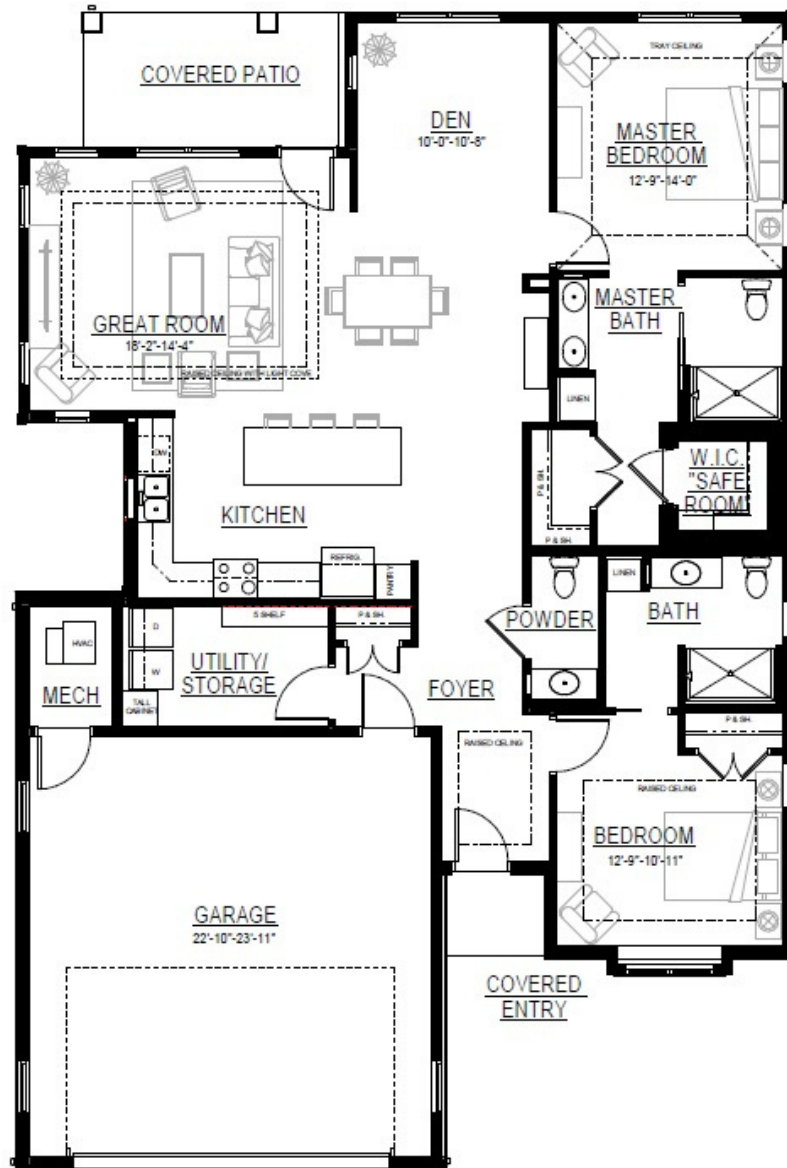 COVERED PATIO
DEN
10'-0"-10'-8"
TRAY CEILING
MASTER
BEDROOM
12'-9"-14'-0"
GREAT ROOM
18'-2"-14'-4"
RAISED CEILING WITH LIGHT COVE
MASTER
BATH
LINEN
P & SH.
W.I.C.
"SAFE
ROOM"
P & SH.
DW
KITCHEN
REFRIG.
PANTRY
HVAC
MECH
D
W
TALL
CABINET
5 SHELF
UTILITY/
STORAGE
P & SH.
FOYER
RAISED CEILING
POWDER
LINEN
BATH
P & SH.
RAISED CEILING
BEDROOM
12'-9"-10'-11"
GARAGE
22'-10"-23'-11"
COVERED
ENTRY